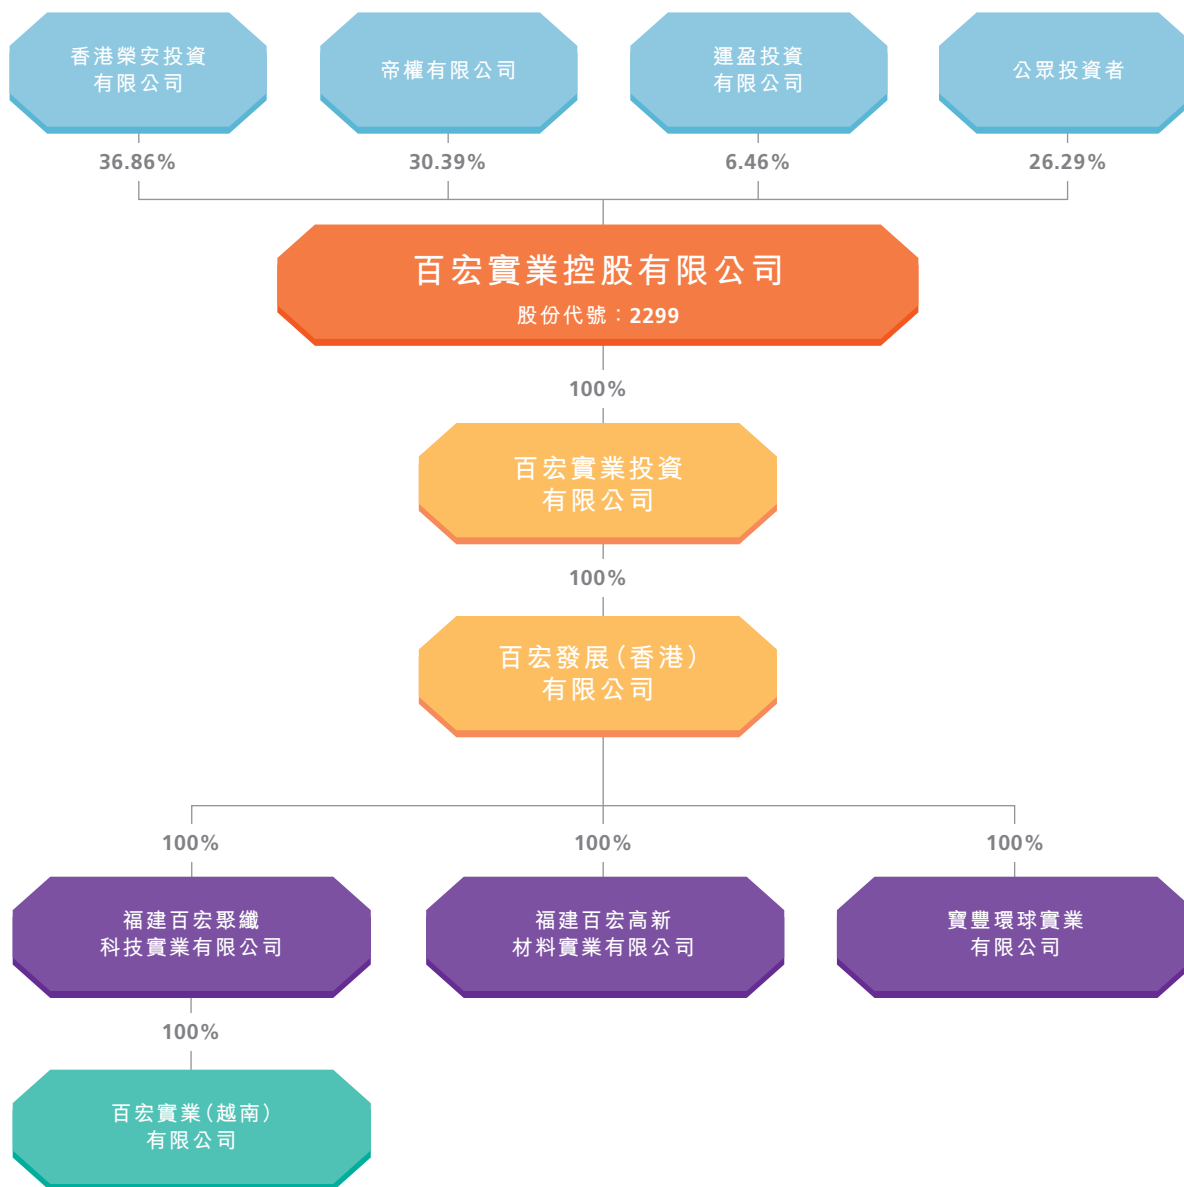 香港榮安投資
有限公司
帝權有限公司
運盈投資
有限公司
公眾投資者
36.86%
30.39%
6.46%
26.29%
百宏實業控股有限公司
股份代號：2299
100%
百宏實業投資
有限公司
100%
百宏發展（香港）
有限公司
100%
100%
100%
福建百宏聚纖
科技實業有限公司
福建百宏高新
材料實業有限公司
寶豐環球實業
有限公司
100%
百宏實業（越南）
有限公司